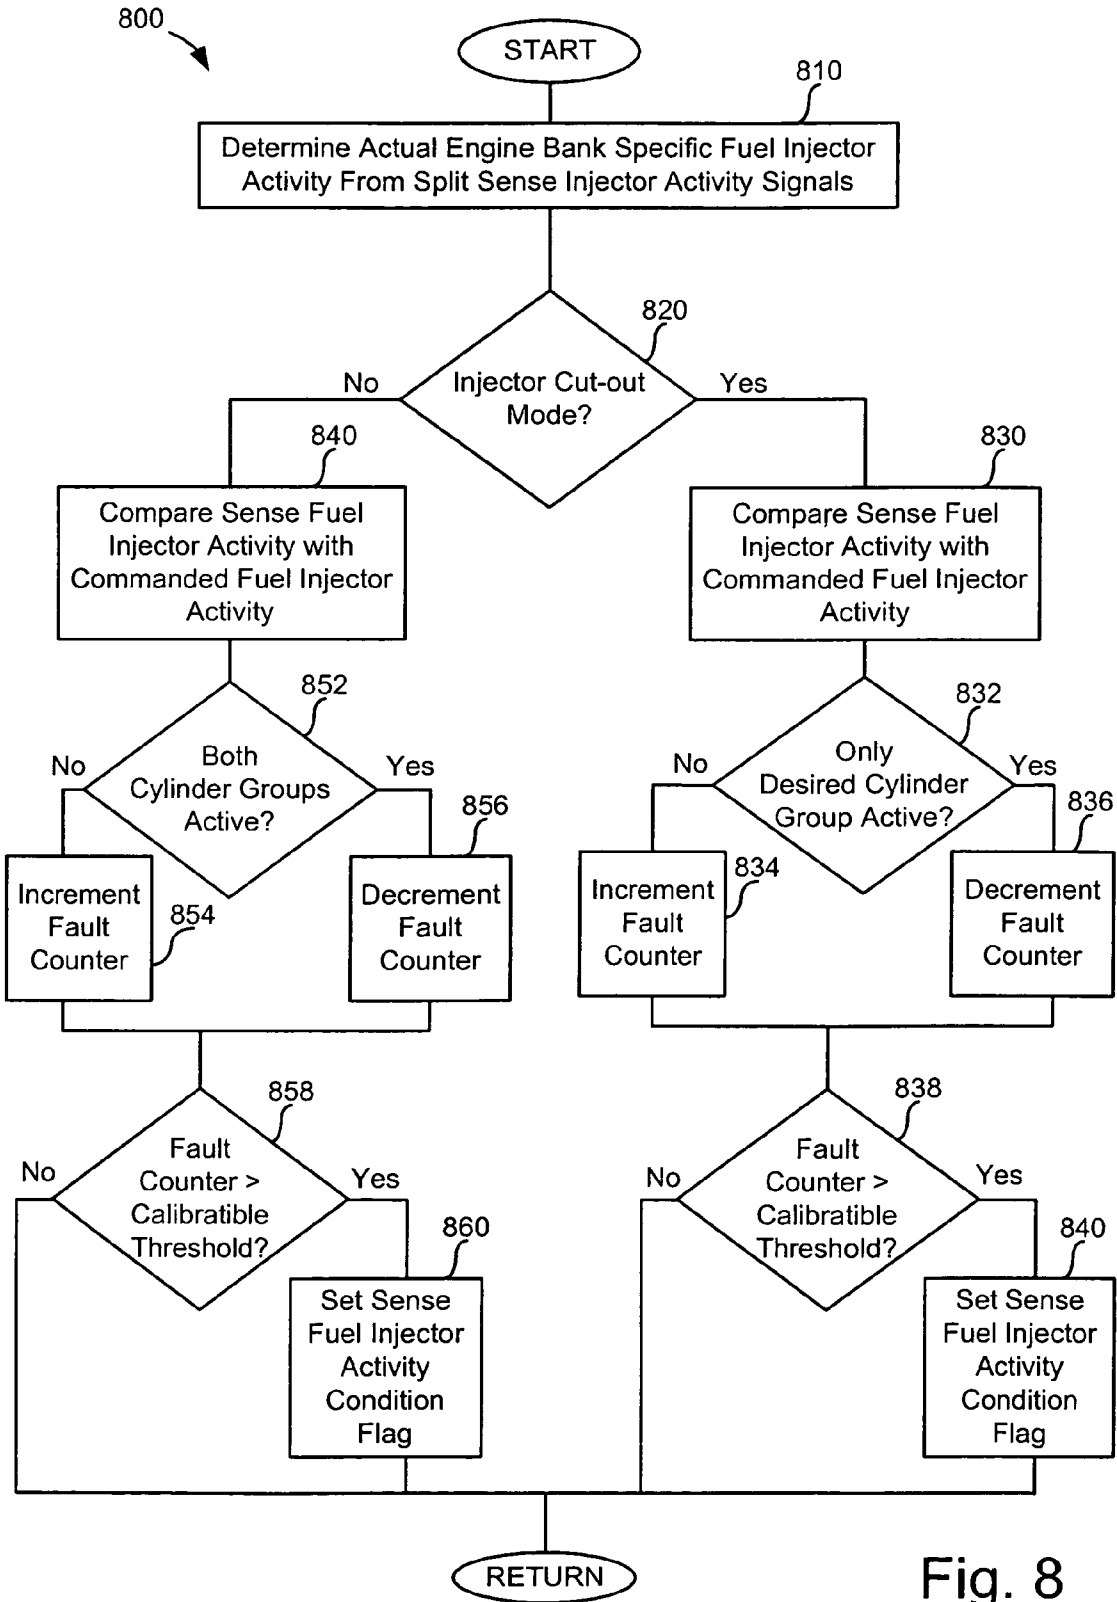 800
START
810
Determine Actual Engine Bank Specific Fuel Injector
Activity From Split Sense Injector Activity Signals
820
Injector Cut-out
Mode?
No
Yes
840
Compare Sense Fuel
Injector Activity with
Commanded Fuel Injector
Activity
830
Compare Sense Fuel
Injector Activity with
Commanded Fuel Injector
Activity
852
Both
Cylinder Groups
Active?
No
Yes
832
Only
Desired Cylinder
Group Active?
No
Yes
Increment
Fault
Counter
854
856
Decrement
Fault
Counter
Increment
Fault
Counter
834
836
Decrement
Fault
Counter
858
Fault
Counter >
Calibratible
Threshold?
No
Yes
838
Fault
Counter >
Calibratible
Threshold?
No
Yes
860
Set Sense
Fuel Injector
Activity
Condition
Flag
840
Set Sense
Fuel Injector
Activity
Condition
Flag
RETURN
Fig. 8